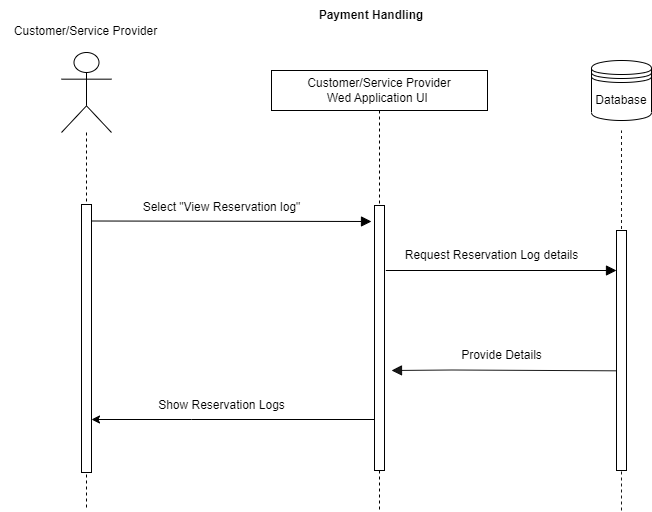 Payment Handling
Customer/Service Provider
Customer/Service Provider
Wed Application UI
Database
Select "View Reservation log"
Request Reservation Log details
Provide Details
Show Reservation Logs